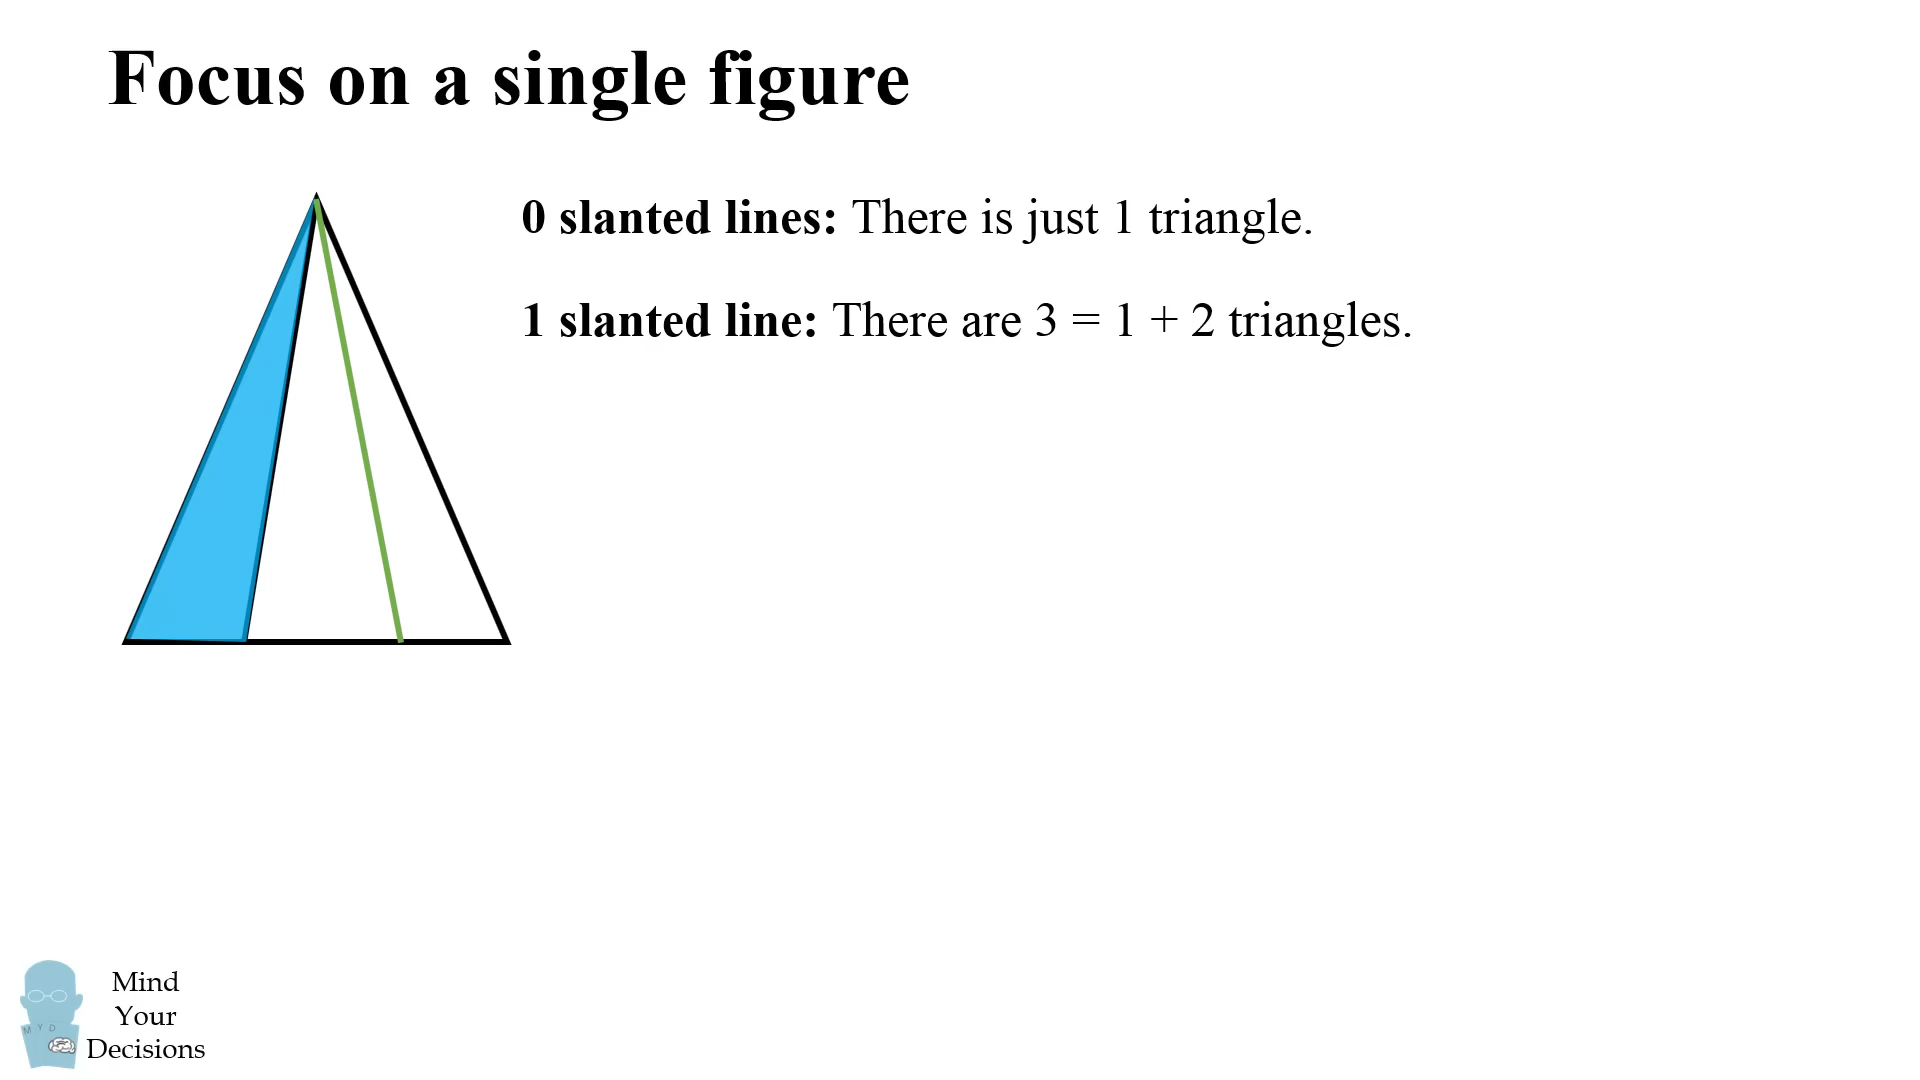 Focus on a single figure
0 slanted lines: There is just 1 triangle.
1 slanted line: There are 3 = 1 + 2 triangles.
M Y D
Mind
Your
Decisions